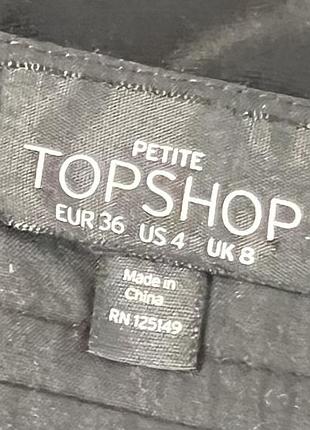 PETITE
TOPSHOP
EUR 36 US 4 UK 8
Made in
China
RN 125149